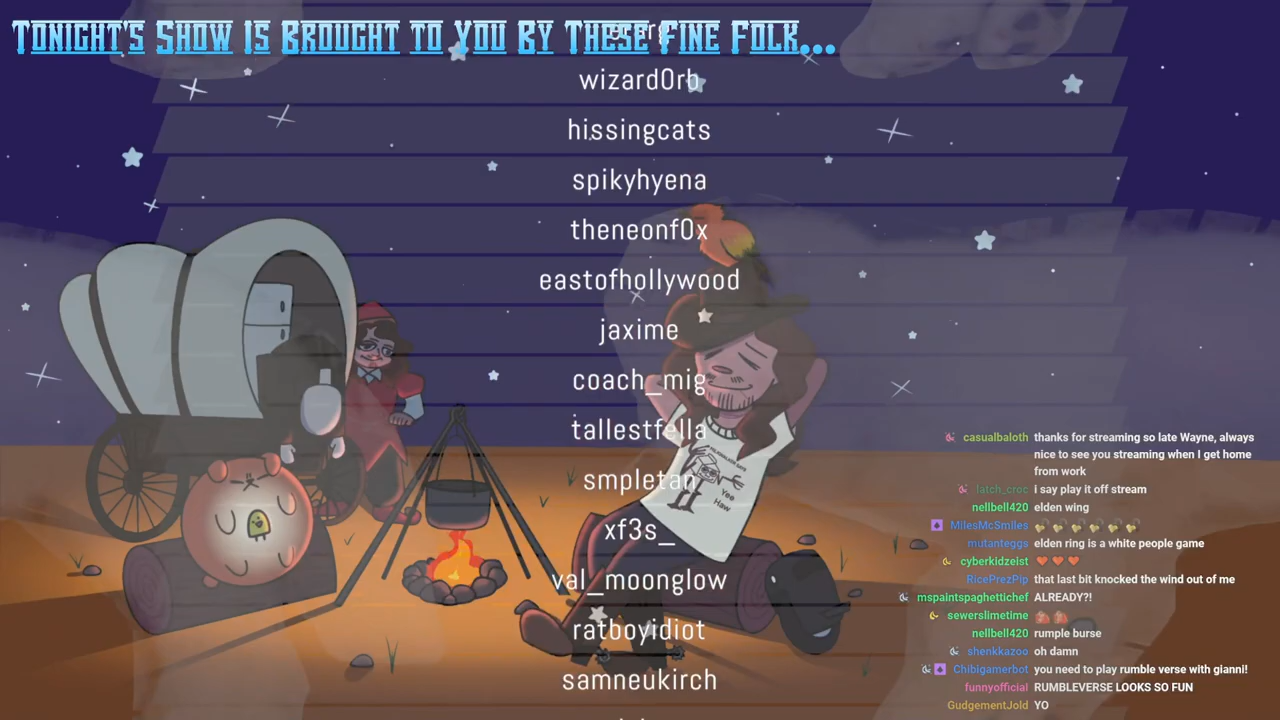 Tonight's Show Is Brought to You By These Fine Folk...
wizard0rb
hissingcats
spikyhyena
theneonf0x
eastofhollywood
jaxime
coach_mig
tallestfella
smpletan
xf3s_
val_moonglow
ratboyidiot
samneukirch
Yee
Haw
casualbaloth thanks for streaming so late Wayne, always
nice to see you streaming when I get home
from work
latch_croc i say play it off stream
nellbell420 elden wing
MilesMcSmiles
mutanteggs elden ring is a white people game
cyberkidzeist
RicePrezPip that last bit knocked the wind out of me
mspaintspaghettichef ALREADY?!
sewerslimetime
nellbell420 rumple burse
shenkkazoo oh damn
Chibigamerbot you need to play rumble verse with gianni!
funnyofficial RUMBLEVERSE LOOKS SO FUN
GudgementJold YO